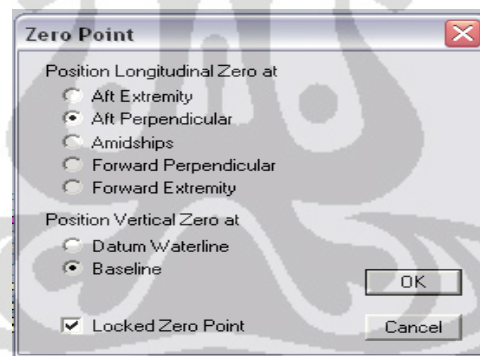 Zero Point
Position Longitudinal Zero at
Aft Extremity
Aft Perpendicular
Amidships
Forward Perpendicular
Forward Extremity
Position Vertical Zero at
Datum Waterline
Baseline
OK
Locked Zero Point
Cancel